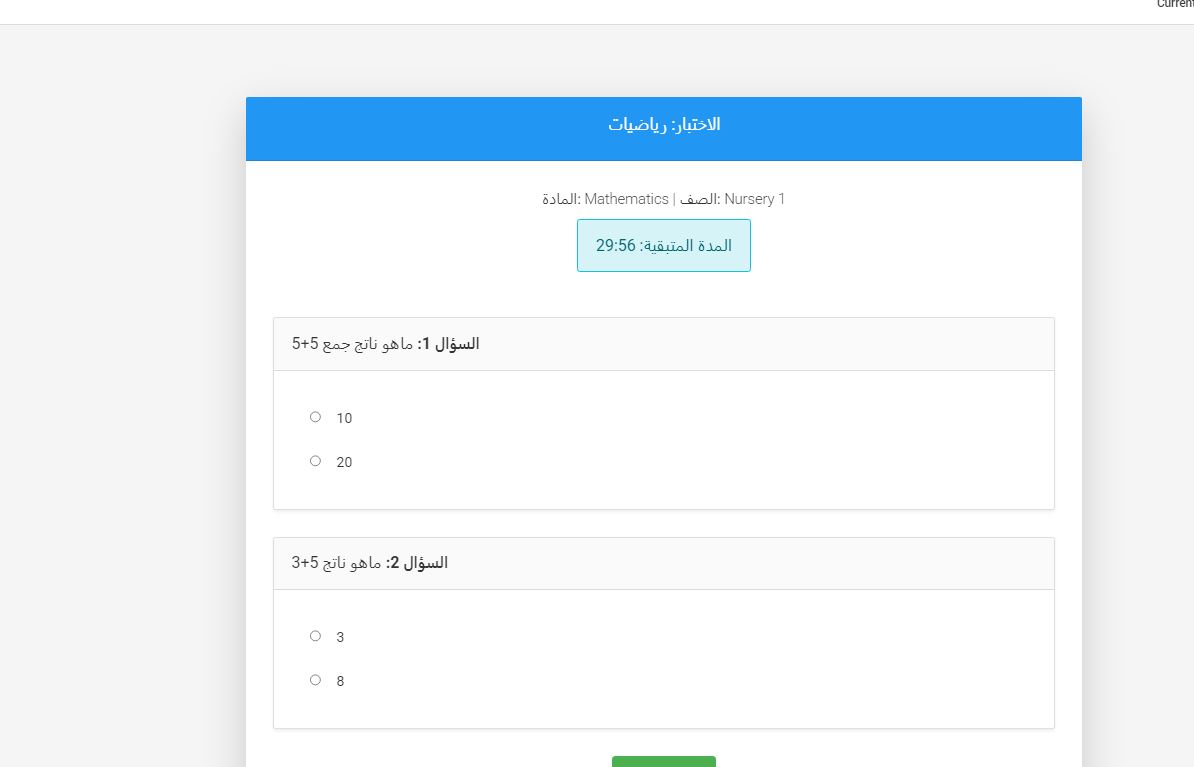 Current
الاختبار: رياضيات
المادة: Mathematics | الصف: Nursery 1
المدة المتبقية: 29:56
السؤال 1: ماهو ناتج جمع 5+5
10
20
السؤال 2: ماهو ناتج 5+3
3
8